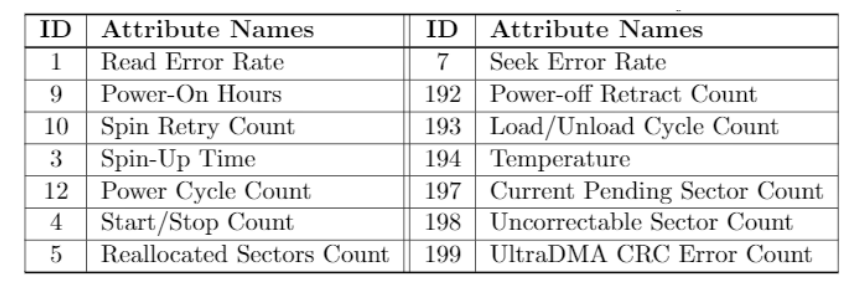 ID Attribute Names ID Attribute Names
1 Read Error Rate 7 Seek Error Rate
9 Power-On Hours 192 Power-off Retract Count
10 Spin Retry Count 193 Load/Unload Cycle Count
3 Spin-Up Time 194 Temperature
12 Power Cycle Count 197 Current Pending Sector Count
4 Start/Stop Count 198 Uncorrectable Sector Count
5 Reallocated Sectors Count 199 UltraDMA CRC Error Count